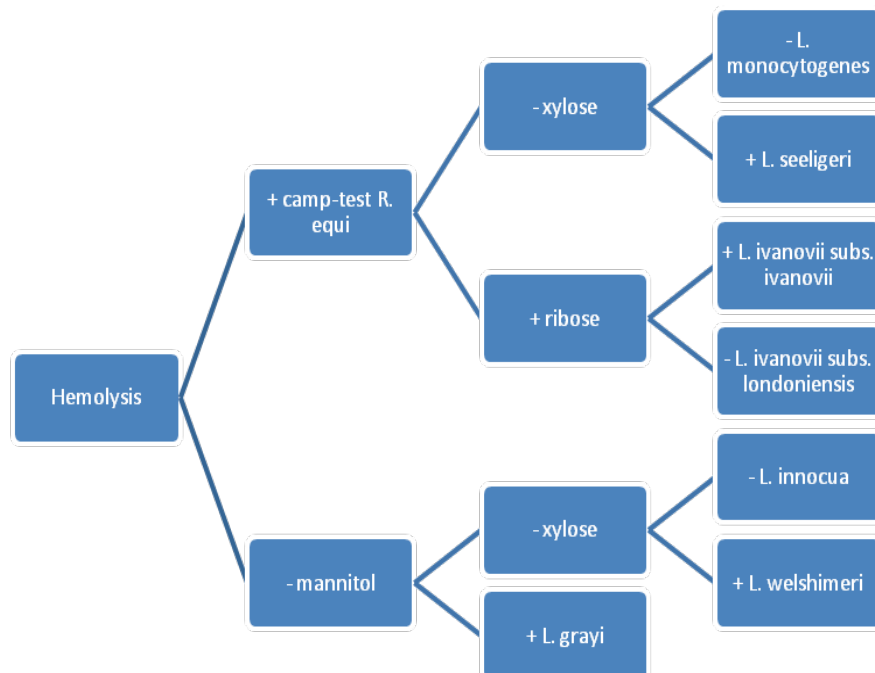 - L.
monocytogenes
- xylose
+ L. seeligeri
+ camp-test R.
equi
+ L. ivanovii subs.
ivanovii
+ ribose
- L. ivanovii subs.
londoniensis
Hemolysis
- L. innocua
- xylose
+ L. welshimeri
- mannitol
+ L. grayi